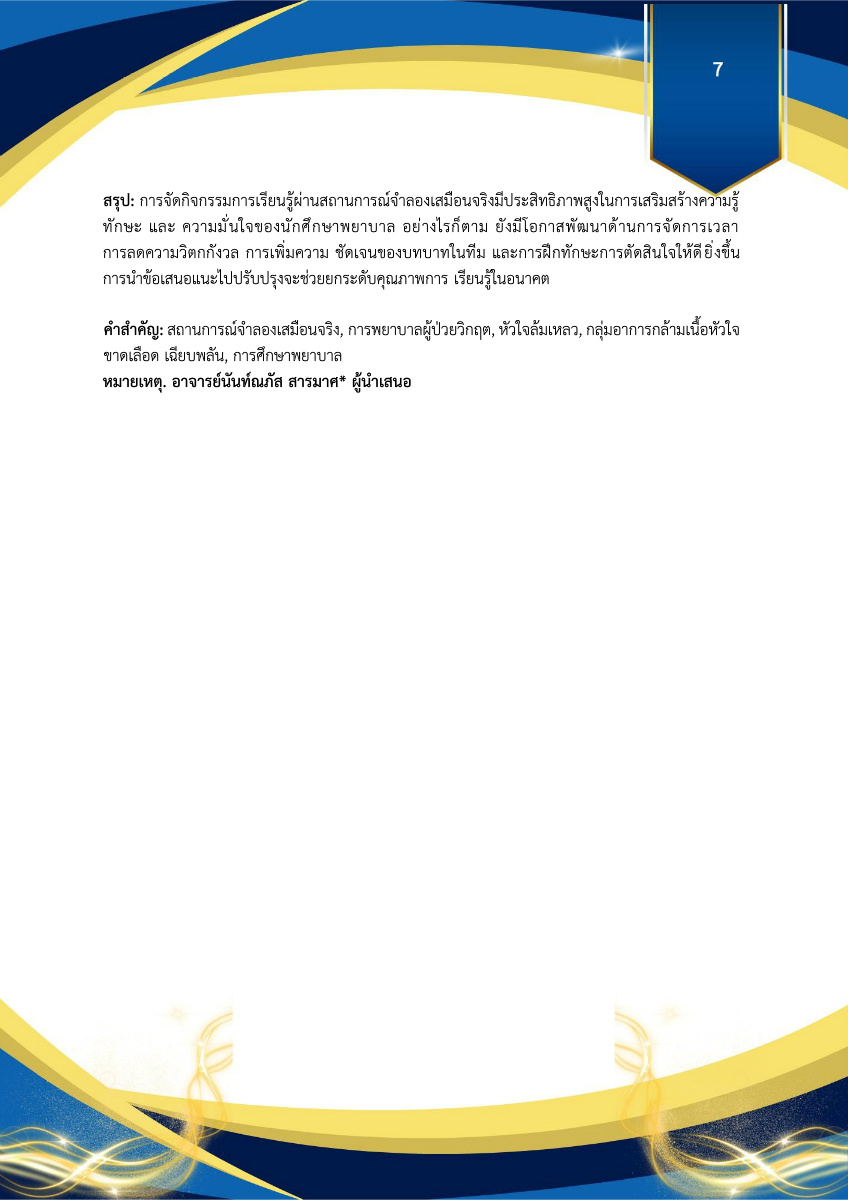 7
สรุป: การจัดกิจกรรมการเรียนรู้ผ่านสถานการณ์จำลองเสมือนจริงมีประสิทธิภาพสูงในการเสริมสร้างความรู้
ทักษะ และ ความมั่นใจของนักศึกษาพยาบาล อย่างไรก็ตาม ยังมีโอกาสพัฒนาด้านการจัดการเวลา
การลดความวิตกกังวล การเพิ่มความ ชัดเจนของบทบาทในทีม และการฝึกทักษะการตัดสินใจให้ดียิ่งขึ้น
การนำข้อเสนอแนะไปปรับปรุงจะช่วยยกระดับคุณภาพการ เรียนรู้ในอนาคต
คำสำคัญ: สถานการณ์จำลองเสมือนจริง, การพยาบาลผู้ป่วยวิกฤต, หัวใจล้มเหลว, กลุ่มอาการกล้ามเนื้อหัวใจ
ขาดเลือด เฉียบพลัน, การศึกษาพยาบาล
หมายเหตุ. อาจารย์นันท์ณภัส สารมาศ* ผู้นำเสนอ